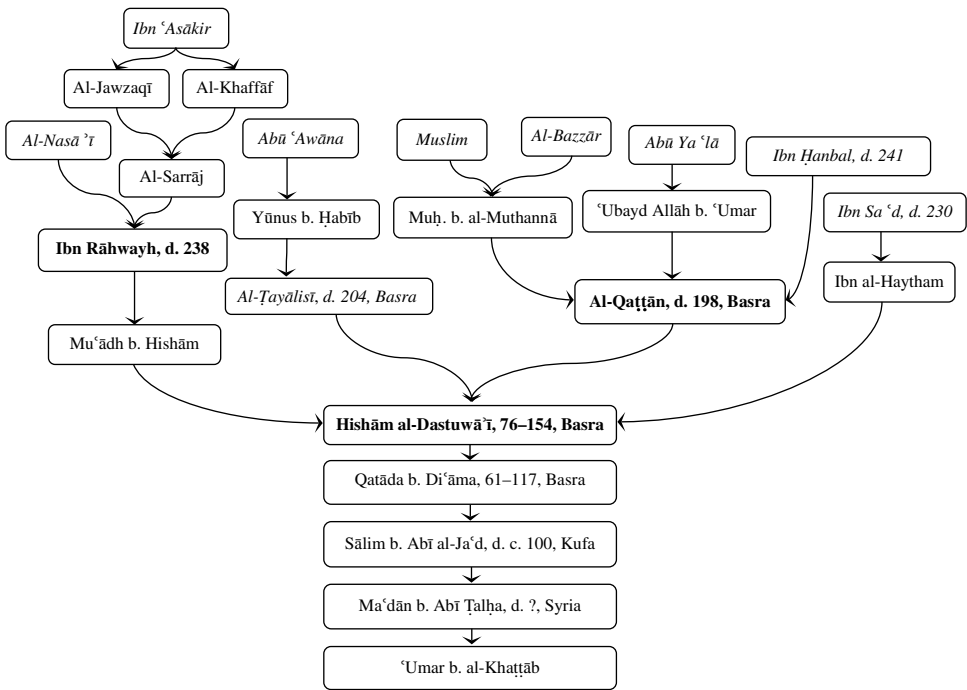 Ibn ʿAsākir
Al-Jawzaqī
Al-Khaffāf
Al-Nasāʾī
Abū ʿAwāna
Muslim
Al-Bazzār
Abū Yaʿlā
Ibn Ḥanbal, d. 241
Al-Sarrāj
Yūnus b. Ḥabīb
Muḥ. b. al-Muthannā
ʿUbayd Allāh b. ʿUmar
Ibn Saʿd, d. 230
Ibn Rāhwayh, d. 238
Al-Ṭayālisī, d. 204, Basra
Al-Qaṭṭān, d. 198, Basra
Ibn al-Haytham
Muʿādh b. Hishām
Hishām al-Dastuwāʾī, 76–154, Basra
Qatāda b. Diʿāma, 61–117, Basra
Sālim b. Abī al-Jaʿd, d. c. 100, Kufa
Maʿdān b. Abī Ṭalḥa, d. ?, Syria
ʿUmar b. al-Khaṭṭāb